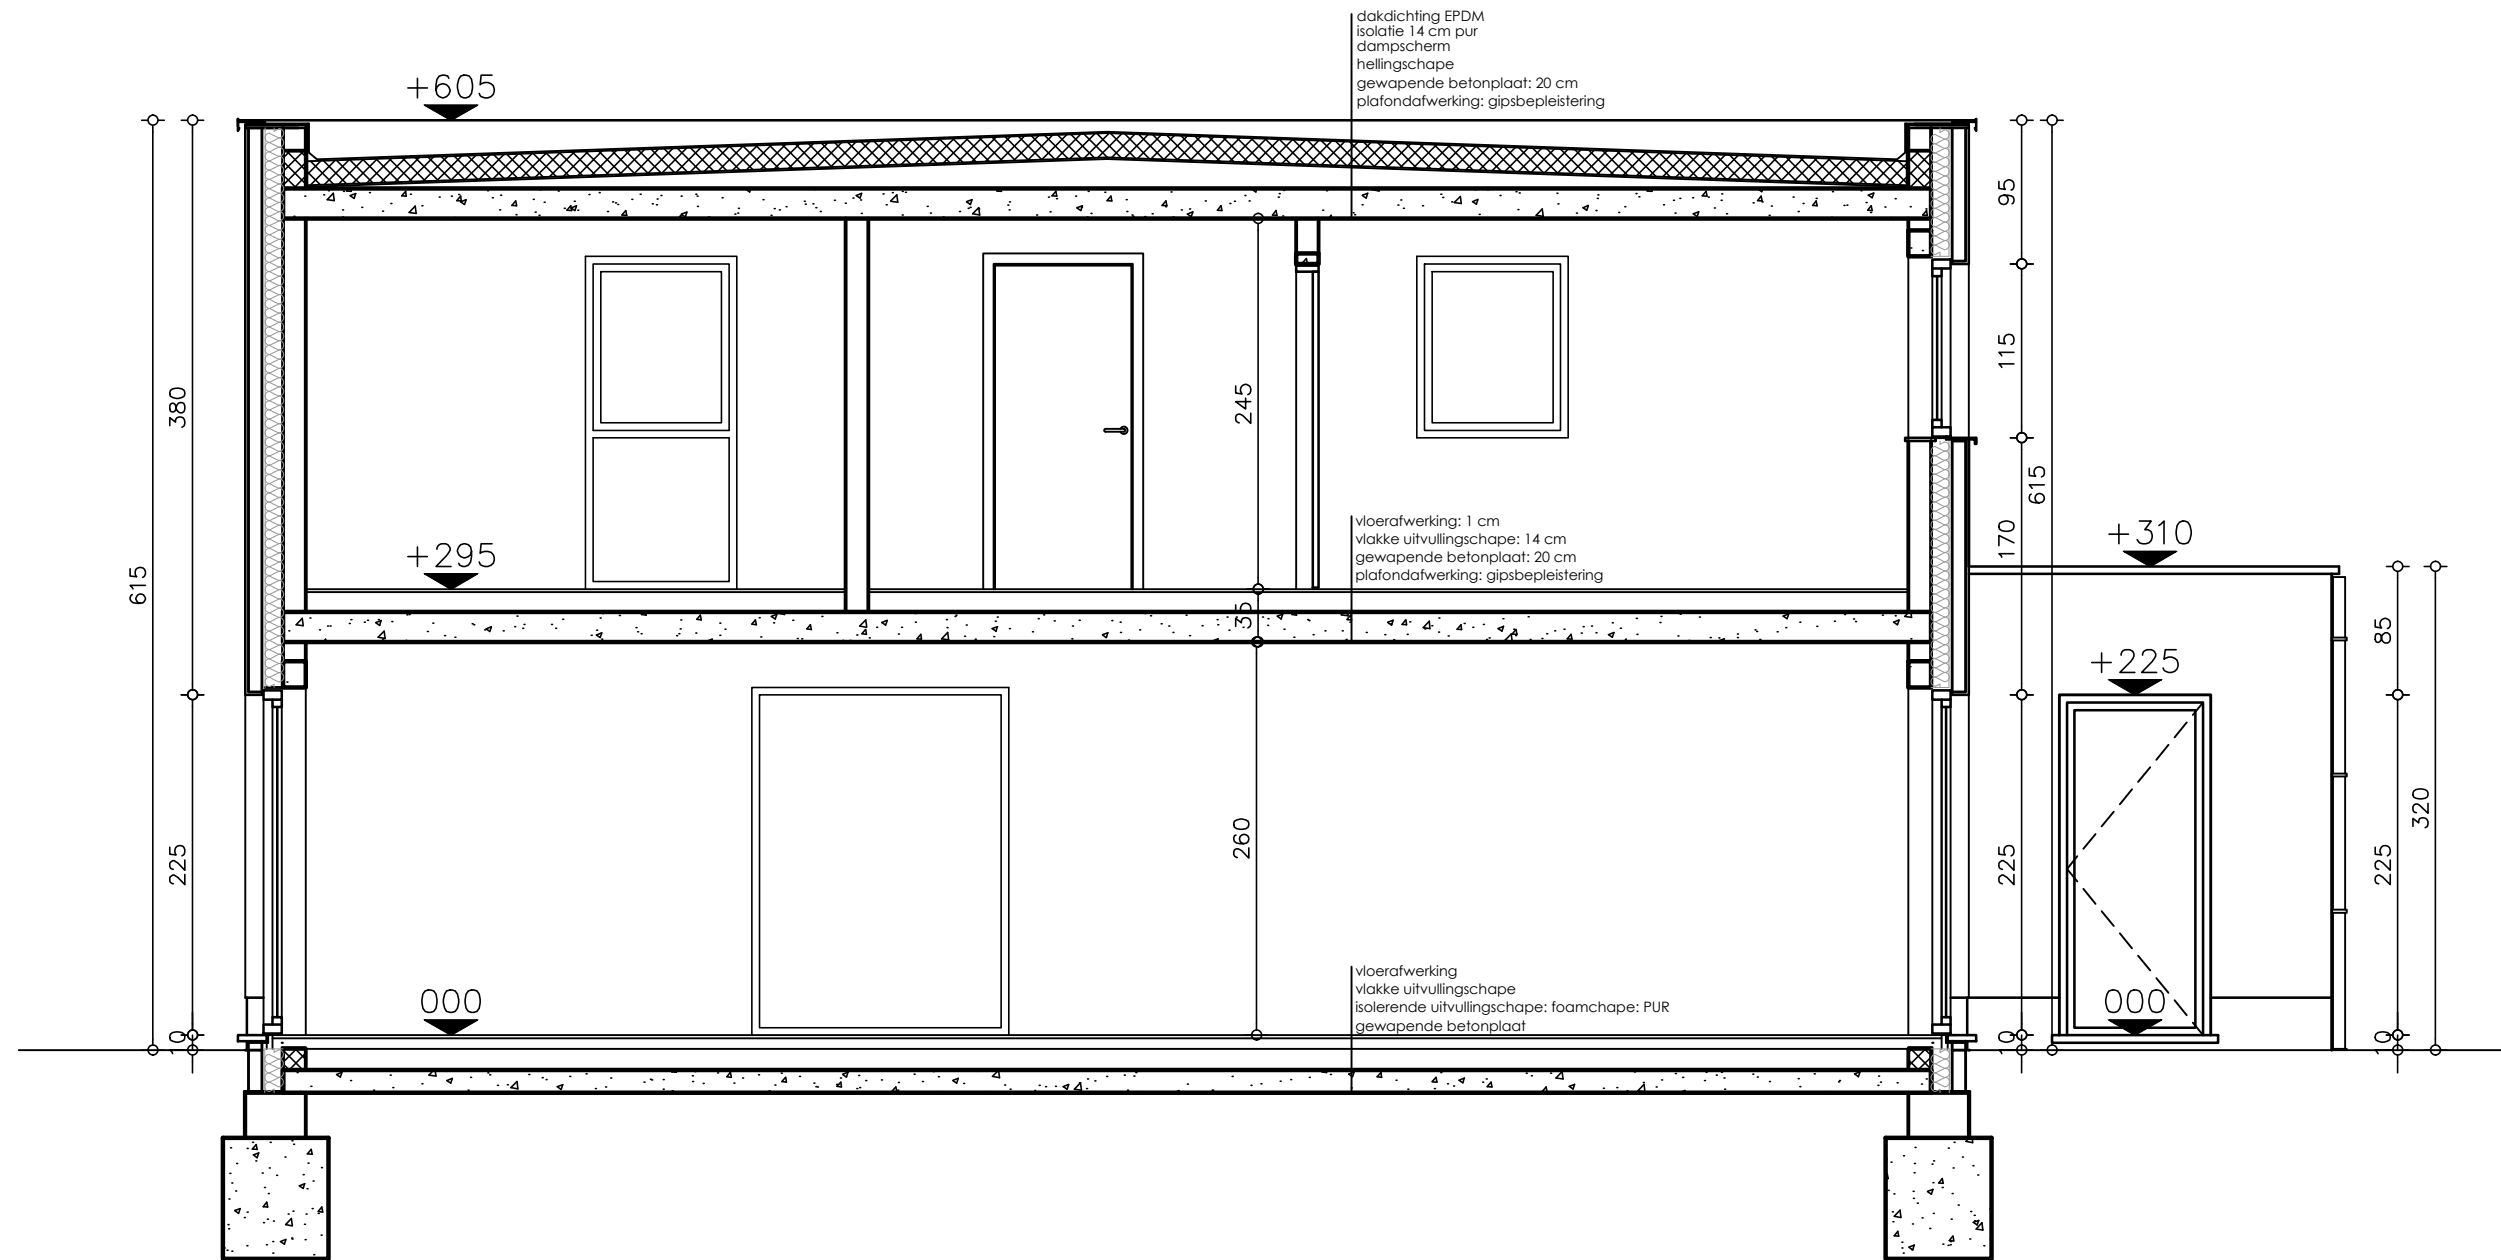 dakdichting EPDM
isolatie 14 cm pur
dampscherm
hellingschape
gewapende betonplaat: 20 cm
plafondafwerking: gipsbepleistering
+605
95
115
380
245
615
170
615
+295
vloerafwerking: 1 cm
vlakke uitvullingschape: 14 cm
gewapende betonplaat: 20 cm
plafondafwerking: gipsbepleistering
+310
35
85
+225
225
260
225
225
320
000
vloerafwerking
vlakke uitvullingschape
isolerende uitvullingschape: foamchape: PUR
gewapende betonplaat
000
10
10
10